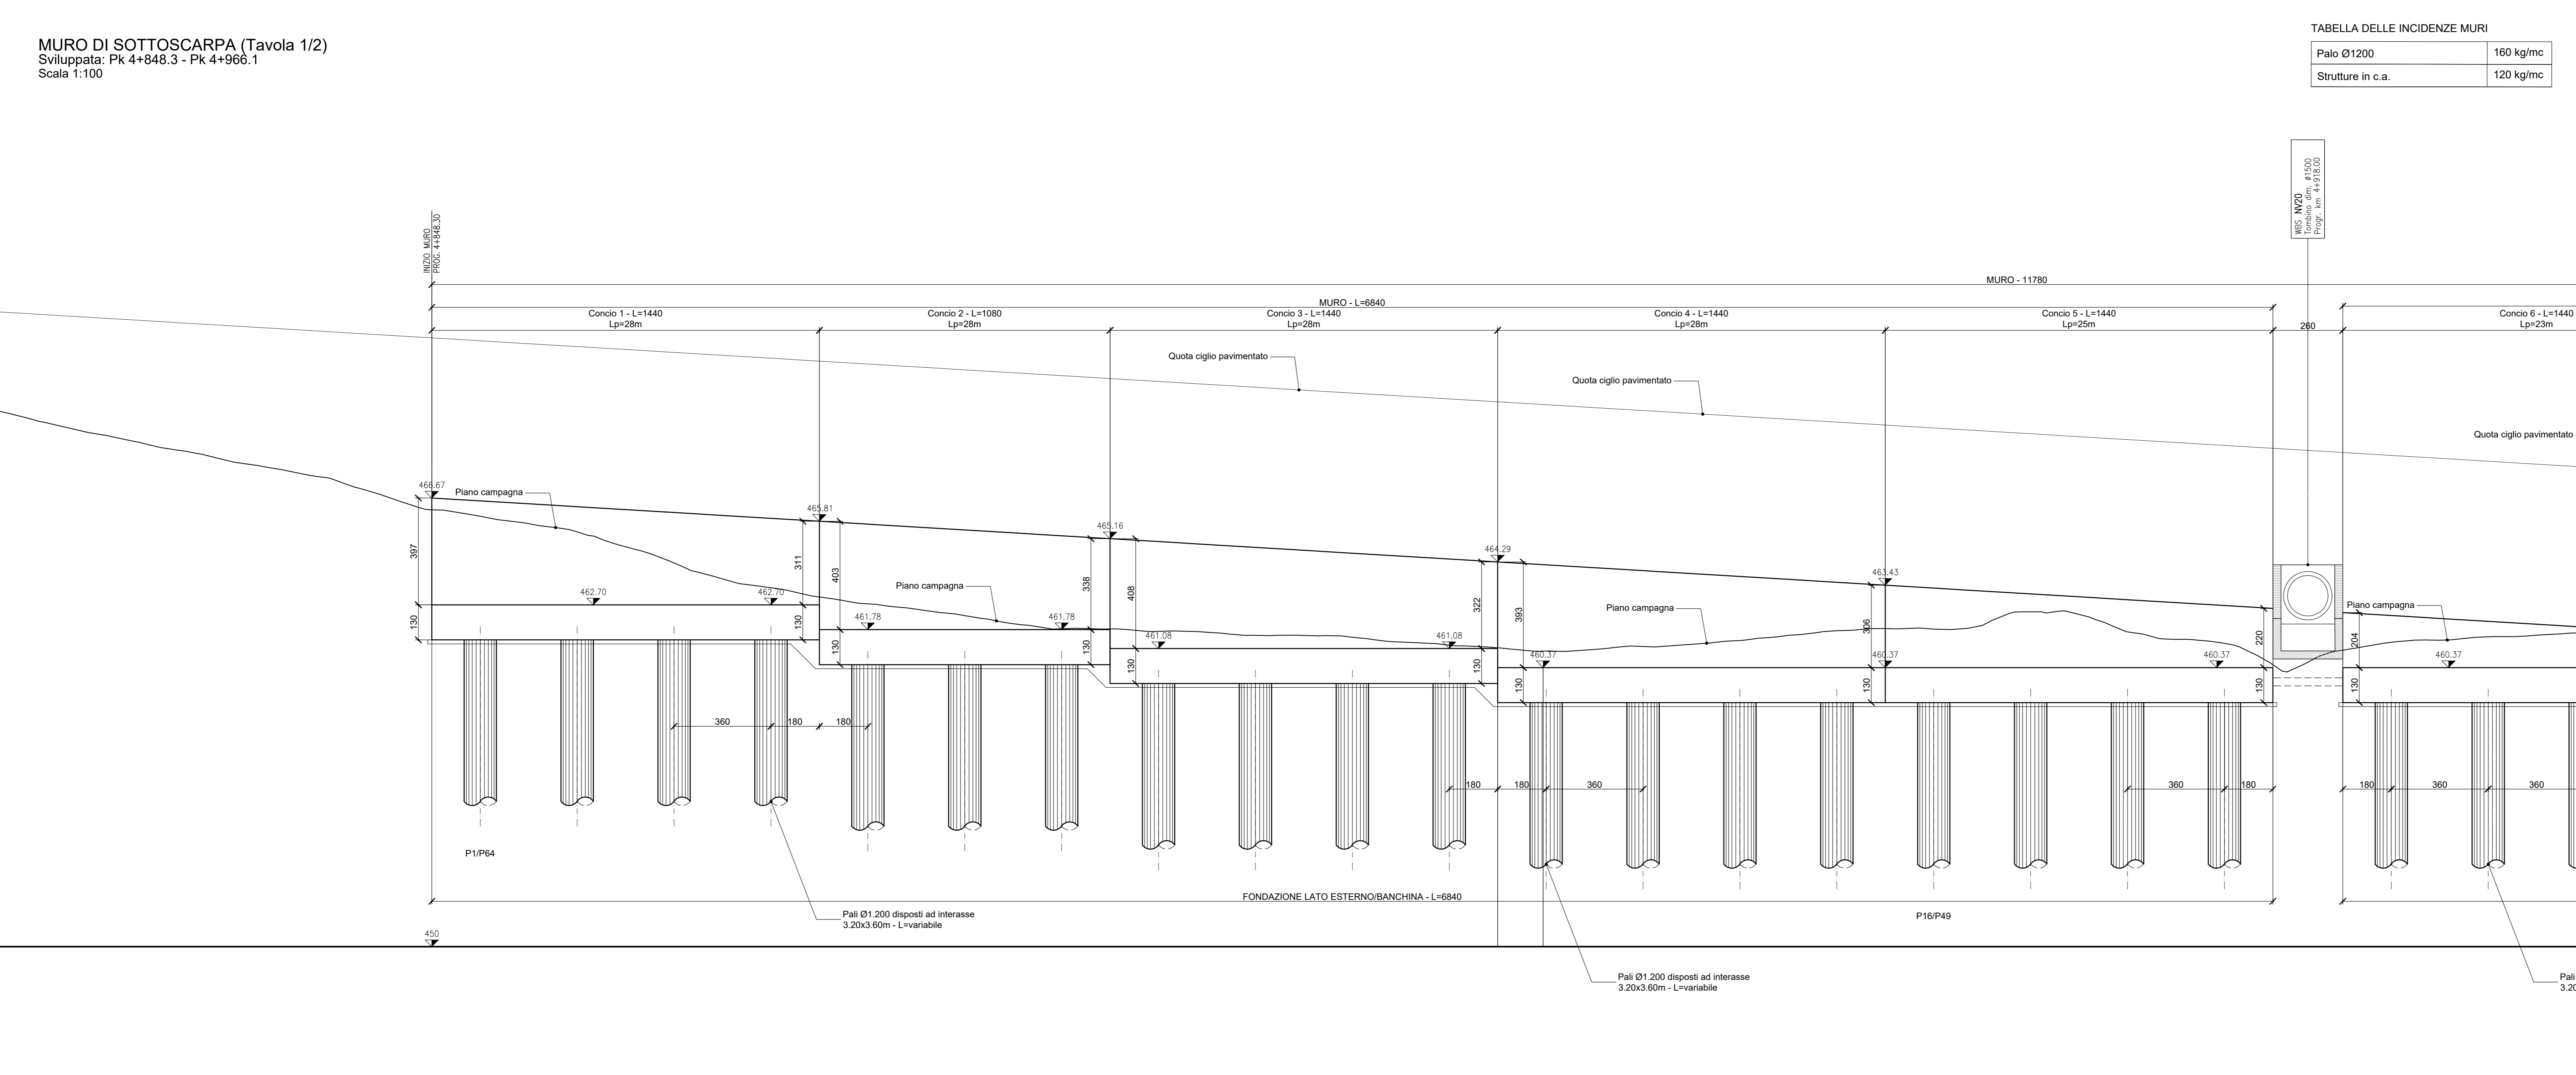 MURO DI SOTTOSCARPA (Tavola 1/2)
Sviluppata: Pk 4+848.3 - Pk 4+966.1
Scala 1:100
TABELLA DELLE INCIDENZE MURI
Palo Ø1200 160 kg/mc
Strutture in c.a. 120 kg/mc
WBS NV20
Tombino dim. ø1500
Progr. km 4+918.00
INIZIO MURO
PROG. 4+848.30
MURO - 11780
MURO - L=6840
Concio 1 - L=1440
Lp=28m
Concio 2 - L=1080
Lp=28m
Concio 3 - L=1440
Lp=28m
Concio 4 - L=1440
Lp=28m
Concio 5 - L=1440
Lp=25m
260
Concio 6 - L=1440
Lp=23m
Quota ciglio pavimentato
Quota ciglio pavimentato
Quota ciglio pavimentato
466.67
465.81
465.16
464.29
463.43
Piano campagna
Piano campagna
Piano campagna
Piano campagna
397
311
403
338
408
322
393
306
220
204
462.70
462.70
461.78
461.78
461.08
461.08
460.37
460.37
460.37
460.37
130
130
130
130
130
130
130
130
130
130
360
180
180
180
180
360
360
180
180
360
360
P1/P64
FONDAZIONE LATO ESTERNO/BANCHINA - L=6840
P16/P49
Pali Ø1.200 disposti ad interasse
3.20x3.60m - L=variabile
450
Pali Ø1.200 disposti ad interasse
3.20x3.60m - L=variabile
Pali
3.20